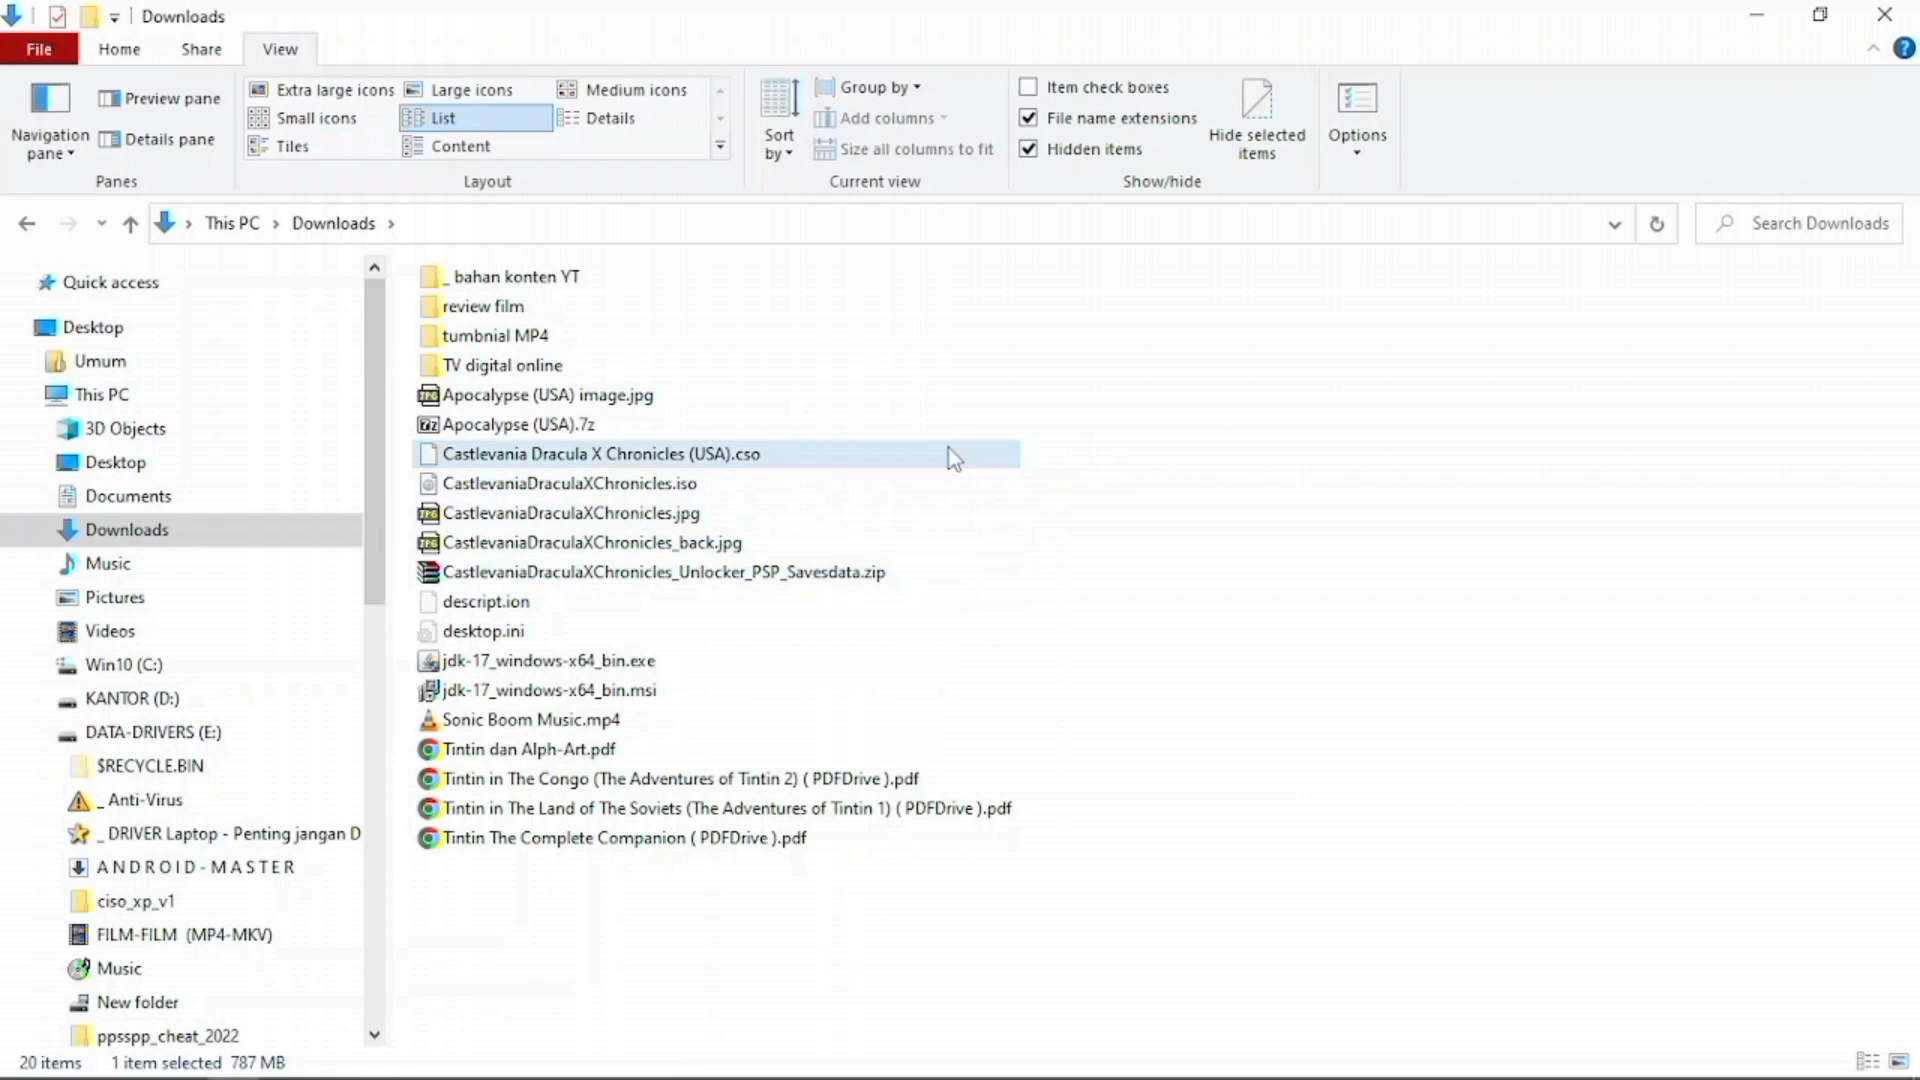 Downloads
File Home Share View
Navigation pane
Preview pane
Details pane
Panes
Extra large icons Large icons Medium icons
Small icons List Details
Tiles Content
Layout
Sort by
Group by
Add columns
Size all columns to fit
Current view
Item check boxes
File name extensions
Hidden items
Hide selected items
Show/hide
Options
This PC Downloads
Search Downloads
Quick access
Desktop
Umum
This PC
3D Objects
Desktop
Documents
Downloads
Music
Pictures
Videos
Win10 (C:)
KANTOR (D:)
DATA-DRIVERS (E:)
$RECYCLE.BIN
_ Anti-Virus
_ DRIVER Laptop - Penting jangan D
A N D R O I D - M A S T E R
ciso_xp_v1
FILM-FILM (MP4-MKV)
Music
New folder
ppsspp_cheat_2022
_ bahan konten YT
review film
tumbnial MP4
TV digital online
Apocalypse (USA) image.jpg
Apocalypse (USA).7z
Castlevania Dracula X Chronicles (USA).cso
CastlevaniaDraculaXChronicles.iso
CastlevaniaDraculaXChronicles.jpg
CastlevaniaDraculaXChronicles_back.jpg
CastlevaniaDraculaXChronicles_Unlocker_PSP_Savesdata.zip
descript.ion
desktop.ini
jdk-17_windows-x64_bin.exe
jdk-17_windows-x64_bin.msi
Sonic Boom Music.mp4
Tintin dan Alph-Art.pdf
Tintin in The Congo (The Adventures of Tintin 2) ( PDFDrive ).pdf
Tintin in The Land of The Soviets (The Adventures of Tintin 1) ( PDFDrive ).pdf
Tintin The Complete Companion ( PDFDrive ).pdf
20 items 1 item selected 787 MB